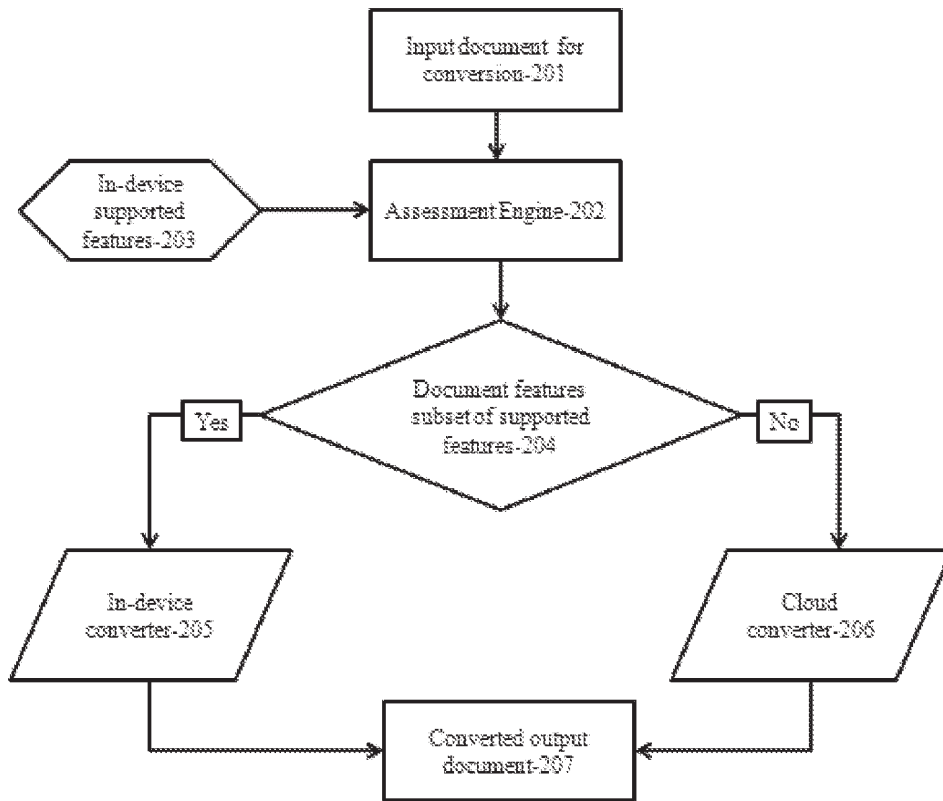 Input document for
conversion-201
In-device
supported
features-203
Assessment Engine-202
Document features
subset of supported
features-204
Yes
No
In-device
converter-205
Cloud
converter-206
Converted output
document-207